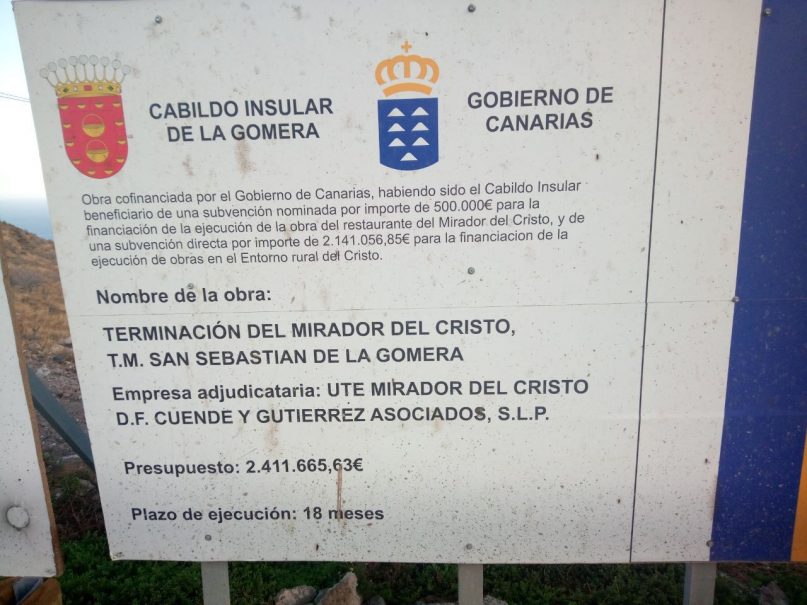 CABILDO INSULAR
DE LA GOMERA
GOBIERNO DE
CANARIAS
Obra cofinanciada por el Gobierno de Canarias, habiendo sido el Cabildo Insular
beneficiario de una subvención nominada por importe de 500.000€ para la
financiación de la ejecución de la obra del restaurante del Mirador del Cristo, y de
una subvención directa por importe de 2.141.056,85€ para la financiacion de la
ejecución de obras en el Entorno rural del Cristo.
Nombre de la obra:
TERMINACIÓN DEL MIRADOR DEL CRISTO,
T.M. SAN SEBASTIAN DE LA GOMERA
Empresa adjudicataria: UTE MIRADOR DEL CRISTO
D.F. CUENDE Y GUTIERREZ ASOCIADOS, S.L.P.
Presupuesto: 2.411.665,63€
Plazo de ejecución: 18 meses